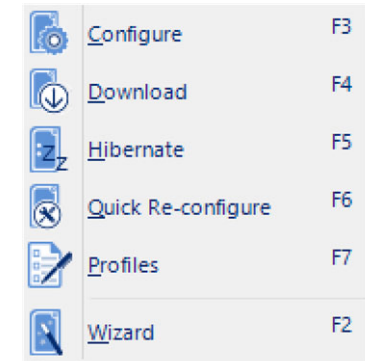 Configure F3
Download F4
Hibernate F5
Quick Re-configure F6
Profiles F7
Wizard F2